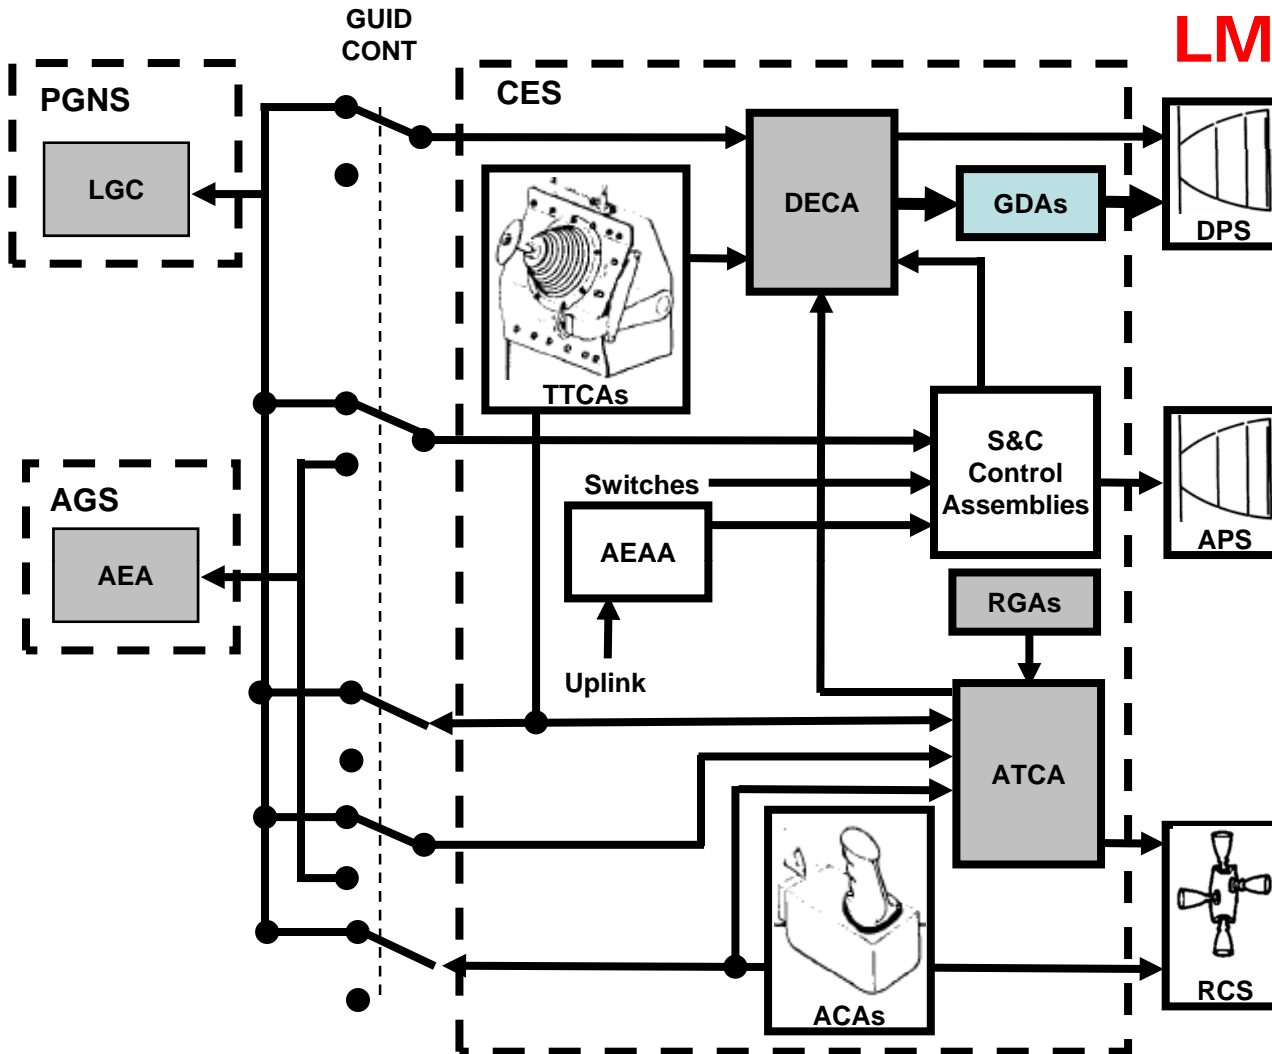 GUID
CONT
LM
PGNS
CES
LGC
DECA
GDAs
DPS
TTCAs
S&C
Control
Assemblies
Switches
AGS
APS
AEAA
AEA
RGAs
Uplink
ATCA
RCS
ACAs